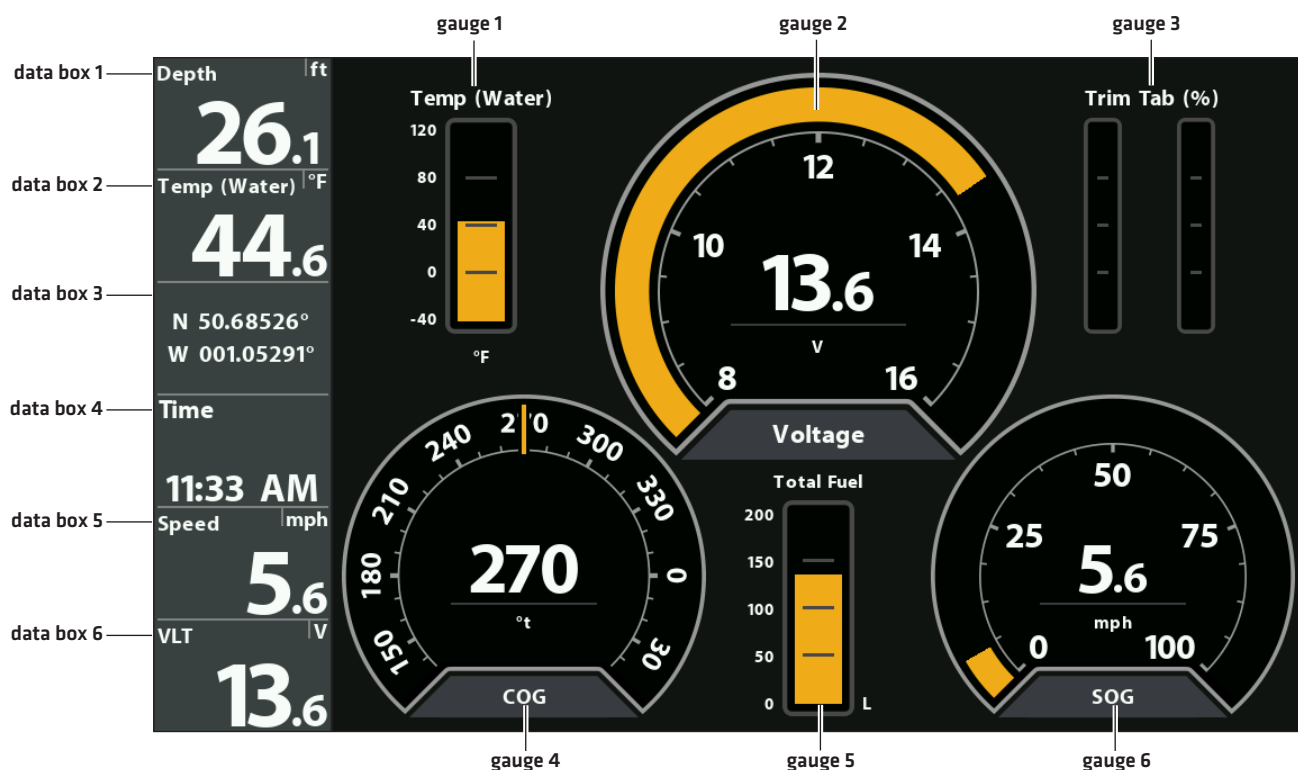 gauge 1
gauge 2
gauge 3
data box 1
data box 2
data box 3
data box 4
data box 5
data box 6
Depth ft
26.1
Temp (Water) °F
44.6
N 50.68526°
W 001.05291°
Time
11:33 AM
Speed mph
5.6
VLT V
13.6
Temp (Water)
120
80
40
0
-40
°F
12
10
14
13.6
V
8
16
Voltage
Trim Tab (%)
150
180
210
240
270
300
330
0
30
270
°t
COG
Total Fuel
200
150
100
50
0
L
50
25
75
5.6
mph
0
100
SOG
gauge 4
gauge 5
gauge 6